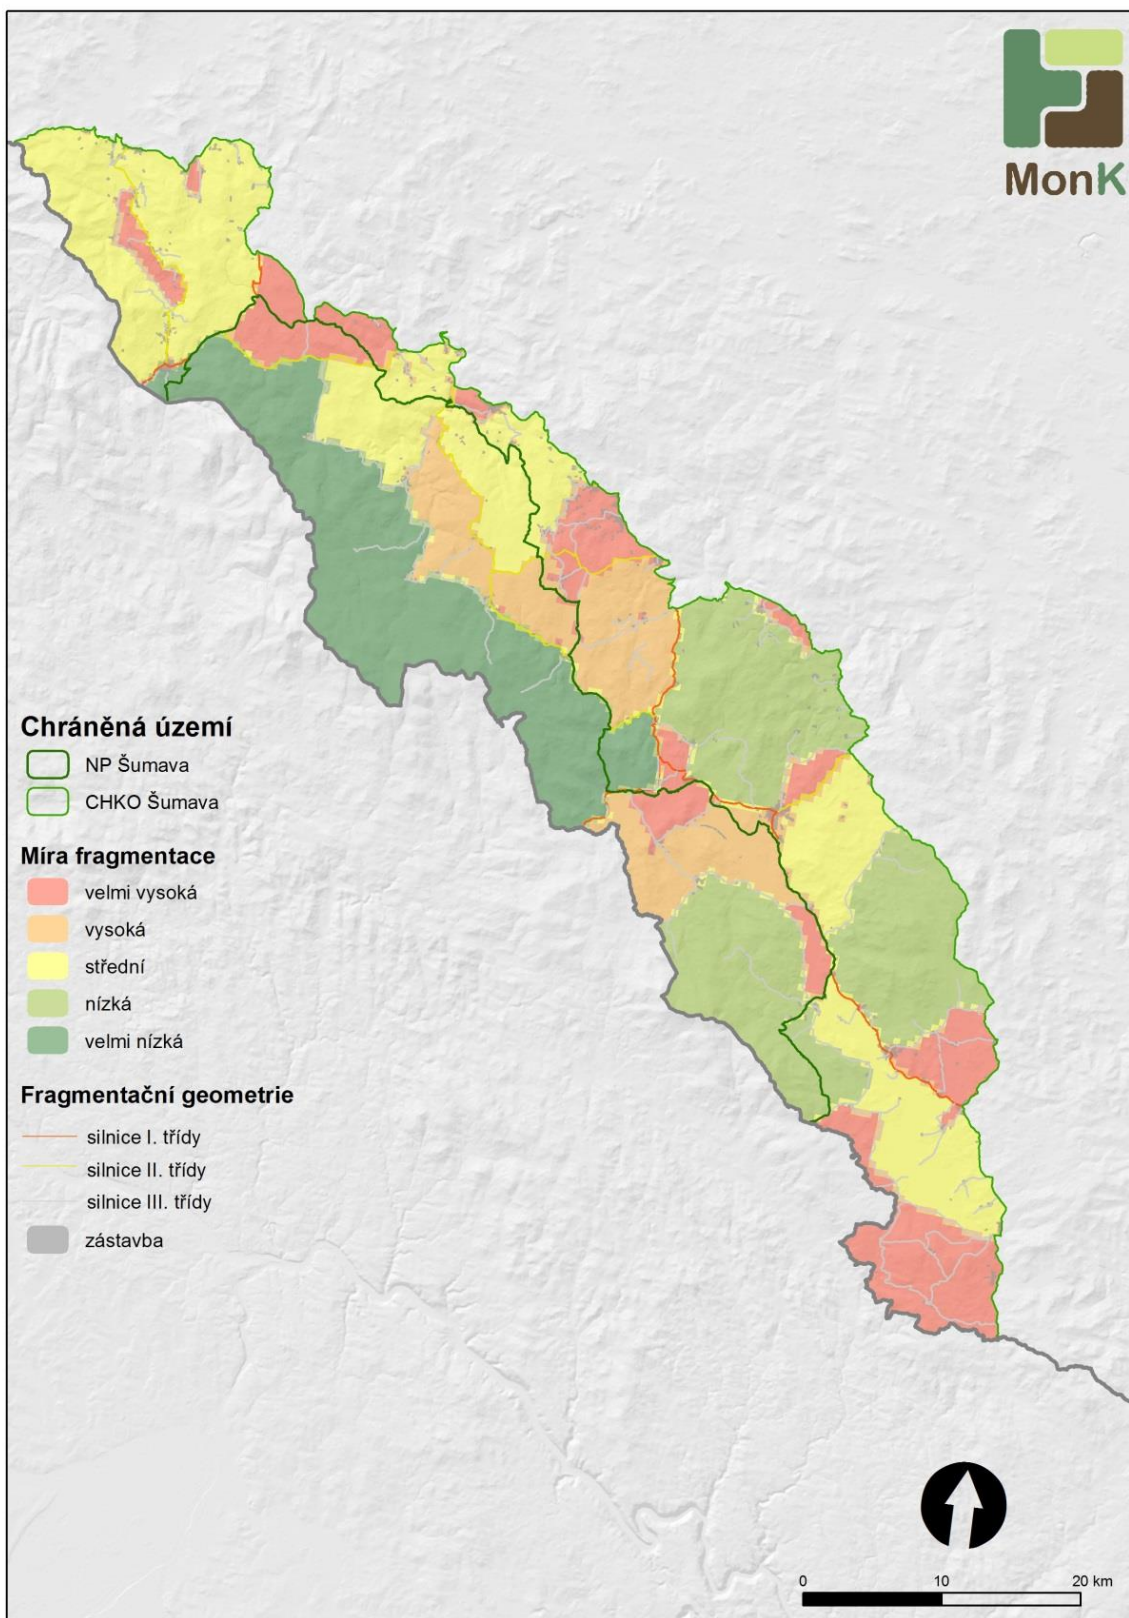 MonK
Chráněná území
NP Šumava
CHKO Šumava
Míra fragmentace
velmi vysoká
vysoká
střední
nízká
velmi nízká
Fragmentační geometrie
silnice I. třídy
silnice II. třídy
silnice III. třídy
zástavba
0 10 20 km